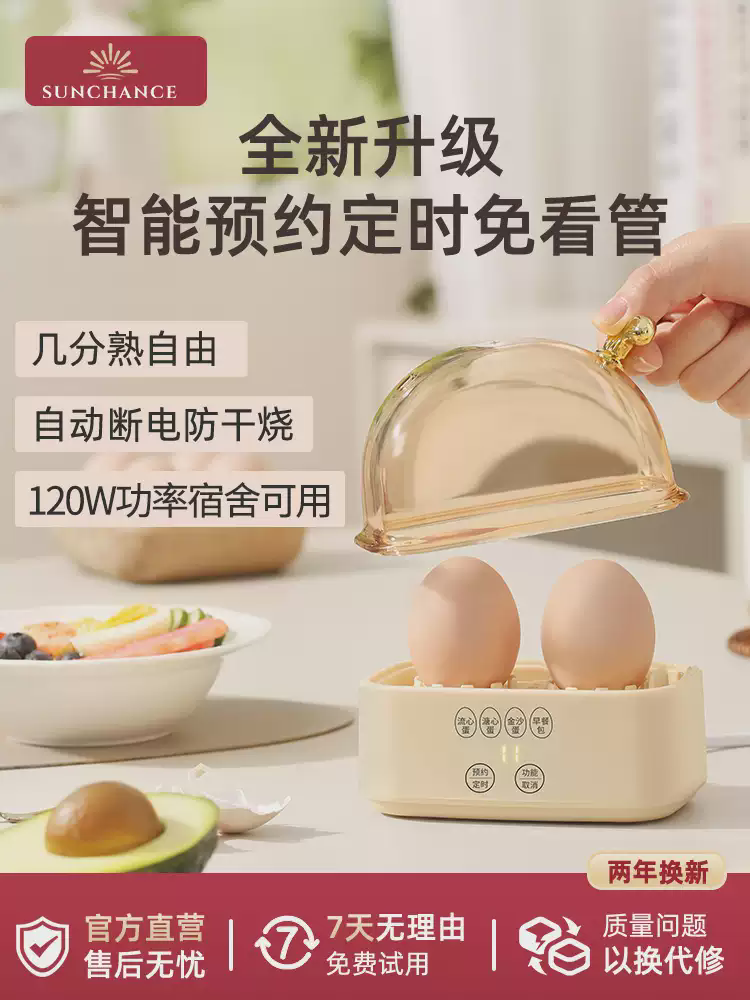 SUNCHANCE
全新升级
智能预约定时免看管
几分熟自由
自动断电防干烧
120W功率宿舍可用
流心蛋
溏心蛋
金沙蛋
早餐包
11
预约
定时
功能
取消
两年换新
官方直营
售后无忧
7
7天无理由
免费试用
质量问题
以换代修